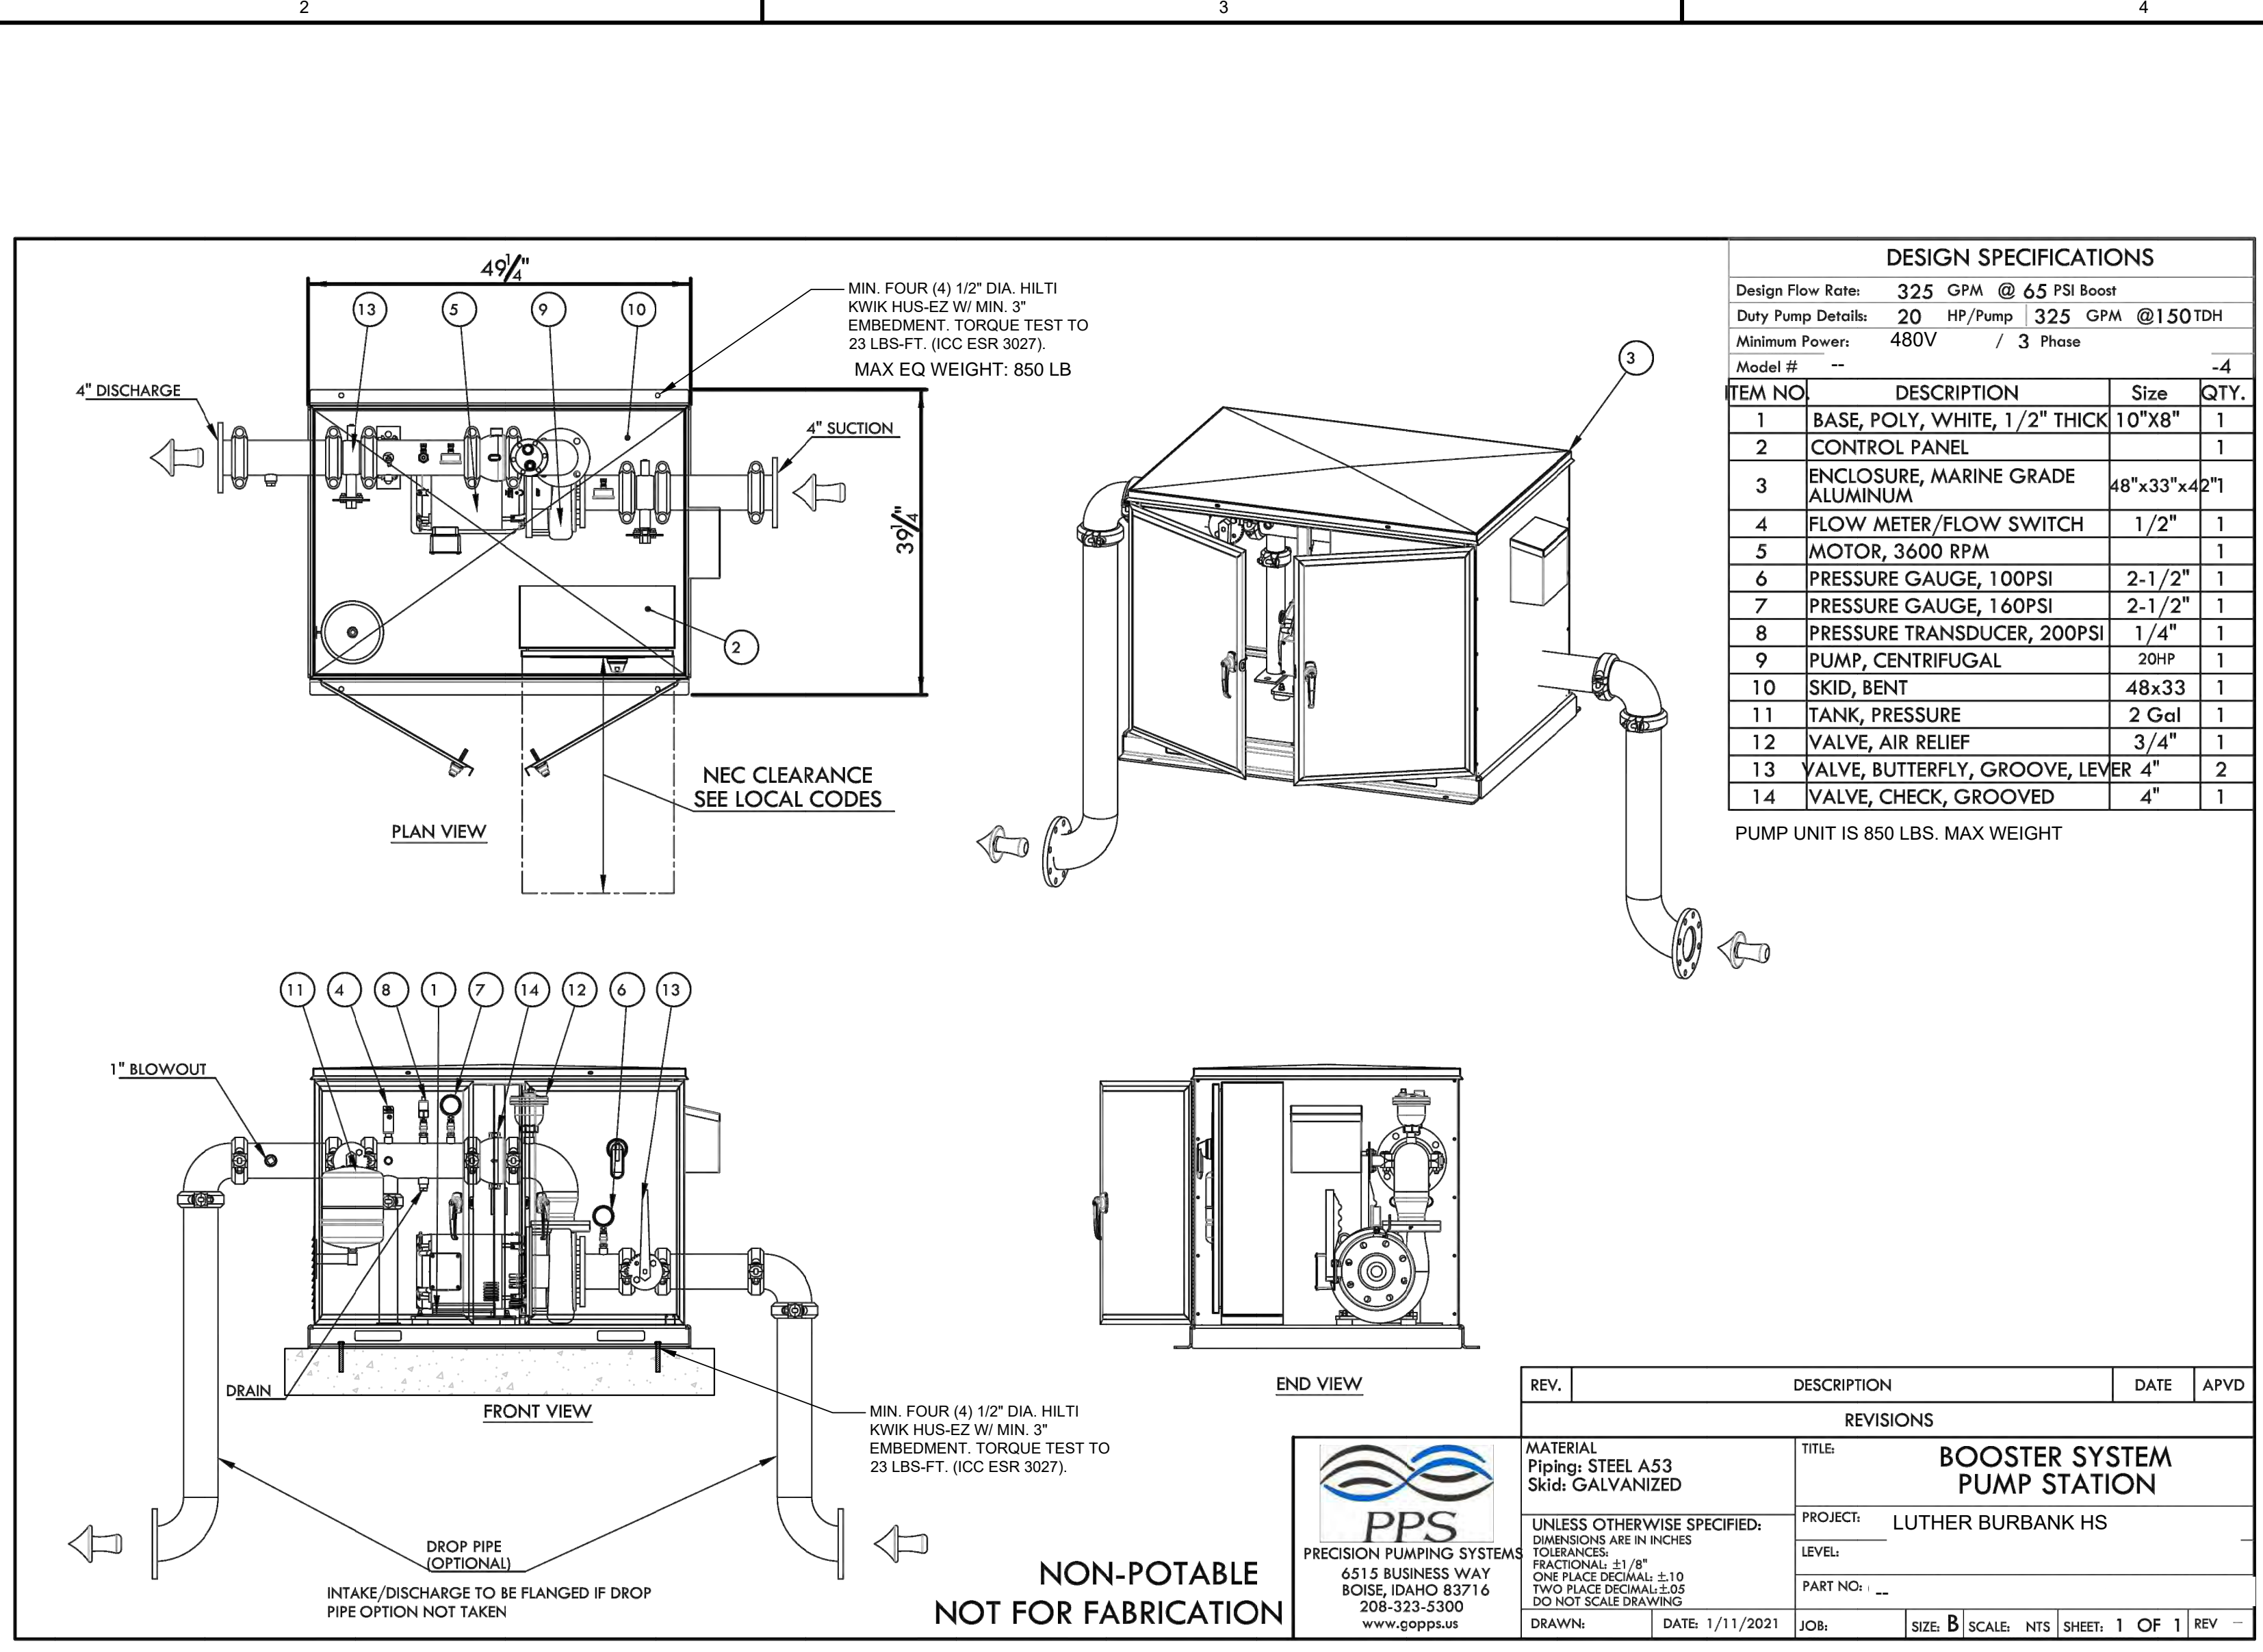 2
3
4
49 1/4"
13
5
9
10
MIN. FOUR (4) 1/2" DIA. HILTI
KWIK HUS-EZ W/ MIN. 3"
EMBEDMENT. TORQUE TEST TO
23 LBS-FT. (ICC ESR 3027).
MAX EQ WEIGHT: 850 LB
4" DISCHARGE
4" SUCTION
39 1/4"
2
NEC CLEARANCE
SEE LOCAL CODES
PLAN VIEW
3
DESIGN SPECIFICATIONS
Design Flow Rate: 325 GPM @ 65 PSI Boost
Duty Pump Details: 20 HP/Pump 325 GPM @150 TDH
Minimum Power: 480V / 3 Phase
Model # -- -4
ITEM NO. DESCRIPTION Size QTY.
1 BASE, POLY, WHITE, 1/2" THICK 10"X8" 1
2 CONTROL PANEL 1
3 ENCLOSURE, MARINE GRADE ALUMINUM 48"x33"x42" 1
4 FLOW METER/FLOW SWITCH 1/2" 1
5 MOTOR, 3600 RPM 1
6 PRESSURE GAUGE, 100PSI 2-1/2" 1
7 PRESSURE GAUGE, 160PSI 2-1/2" 1
8 PRESSURE TRANSDUCER, 200PSI 1/4" 1
9 PUMP, CENTRIFUGAL 20HP 1
10 SKID, BENT 48x33 1
11 TANK, PRESSURE 2 Gal 1
12 VALVE, AIR RELIEF 3/4" 1
13 VALVE, BUTTERFLY, GROOVE, LEVER 4" 2
14 VALVE, CHECK, GROOVED 4" 1
PUMP UNIT IS 850 LBS. MAX WEIGHT
11
4
8
1
7
14
12
6
13
1" BLOWOUT
DRAIN
FRONT VIEW
END VIEW
MIN. FOUR (4) 1/2" DIA. HILTI
KWIK HUS-EZ W/ MIN. 3"
EMBEDMENT. TORQUE TEST TO
23 LBS-FT. (ICC ESR 3027).
DROP PIPE
(OPTIONAL)
INTAKE/DISCHARGE TO BE FLANGED IF DROP
PIPE OPTION NOT TAKEN
NON-POTABLE
NOT FOR FABRICATION
REV. DESCRIPTION DATE APVD
REVISIONS
PPS
PRECISION PUMPING SYSTEMS
6515 BUSINESS WAY
BOISE, IDAHO 83716
208-323-5300
www.gopps.us
MATERIAL
Piping: STEEL A53
Skid: GALVANIZED
UNLESS OTHERWISE SPECIFIED:
DIMENSIONS ARE IN INCHES
TOLERANCES:
FRACTIONAL: ±1/8"
ONE PLACE DECIMAL: ±.10
TWO PLACE DECIMAL: ±.05
DO NOT SCALE DRAWING
DRAWN: DATE: 1/11/2021
TITLE: BOOSTER SYSTEM
PUMP STATION
PROJECT: LUTHER BURBANK HS
LEVEL:
PART NO: --
JOB: SIZE: B SCALE: NTS SHEET: 1 OF 1 REV --